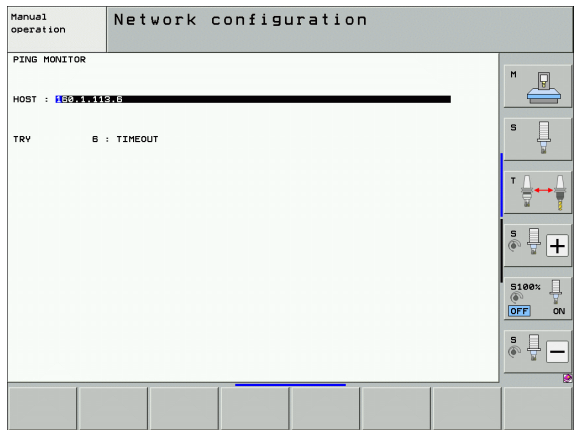 Manual
operation
Network configuration
PING MONITOR
HOST : 160.1.113.6
TRY 6 : TIMEOUT
M
S
T
S
+
S100%
OFF ON
S
−